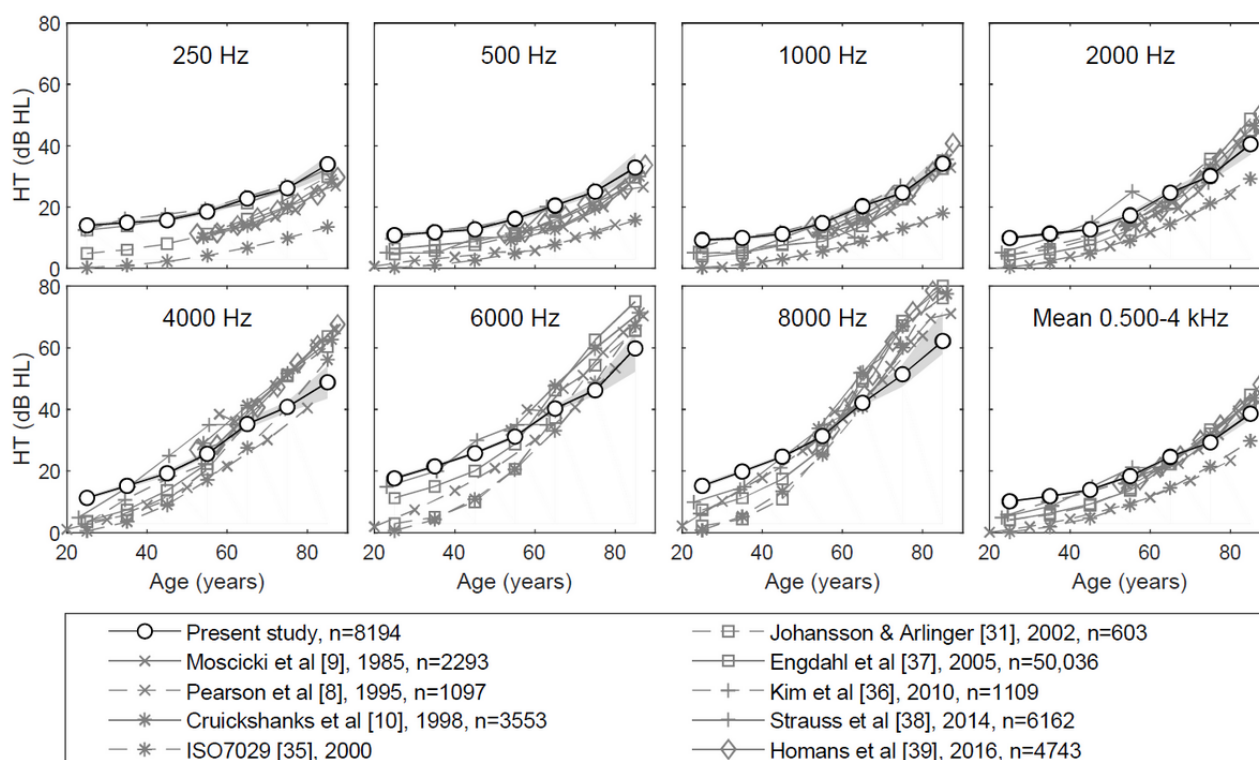 80
60
40
20
0
HT (dB HL)
250 Hz
500 Hz
1000 Hz
2000 Hz
80
60
40
20
0
HT (dB HL)
4000 Hz
6000 Hz
8000 Hz
Mean 0.500-4 kHz
20 40 60 80
20 40 60 80
20 40 60 80
20 40 60 80
Age (years)
Age (years)
Age (years)
Age (years)
Present study, n=8194
Moscicki et al [9], 1985, n=2293
Pearson et al [8], 1995, n=1097
Cruickshanks et al [10], 1998, n=3553
ISO7029 [35], 2000
Johansson & Arlinger [31], 2002, n=603
Engdahl et al [37], 2005, n=50,036
Kim et al [36], 2010, n=1109
Strauss et al [38], 2014, n=6162
Homans et al [39], 2016, n=4743